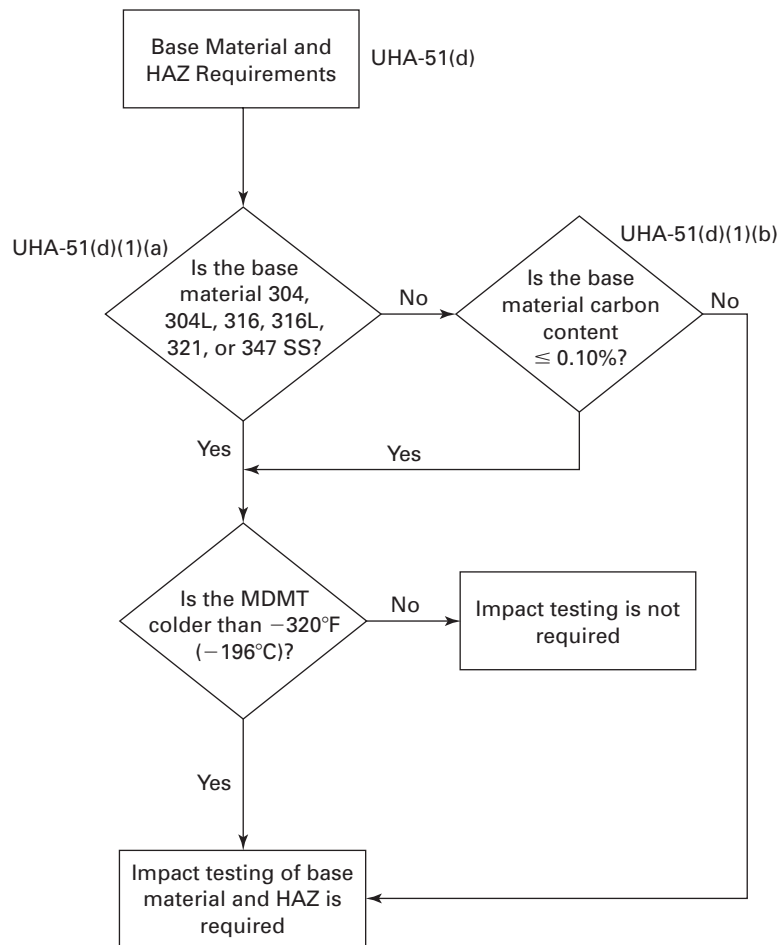 Base Material and
HAZ Requirements
UHA-51(d)
UHA-51(d)(1)(a)
Is the base
material 304,
304L, 316, 316L,
321, or 347 SS?
No
UHA-51(d)(1)(b)
Is the base
material carbon
content
≤ 0.10%?
No
Yes
Yes
Is the MDMT
colder than −320°F
(−196°C)?
No
Impact testing is not
required
Yes
Impact testing of base
material and HAZ is
required